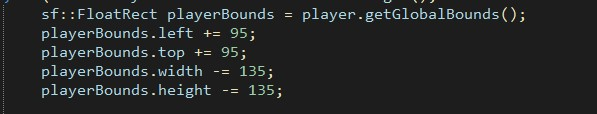 sf::FloatRect playerBounds = player.getGlobalBounds();
playerBounds.left += 95;
playerBounds.top += 95;
playerBounds.width -= 135;
playerBounds.height -= 135;